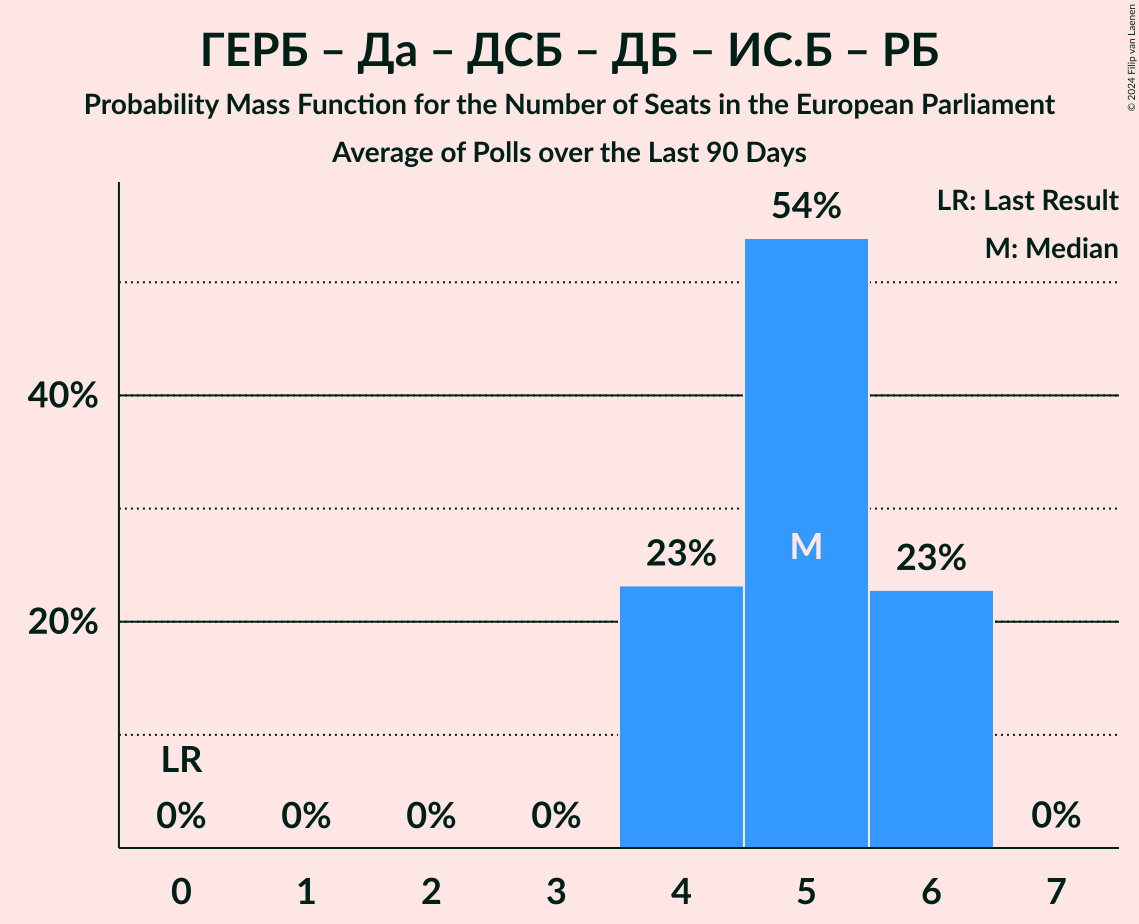 ГЕРБ – Да – ДСБ – ДБ – ИС.Б – РБ
Probability Mass Function for the Number of Seats in the European Parliament
Average of Polls over the Last 90 Days
© 2024 Filip van Laenen
LR: Last Result
M: Median
54%
40%
23%
M
23%
20%
LR
0%
0%
0%
0%
0%
0
1
2
3
4
5
6
7